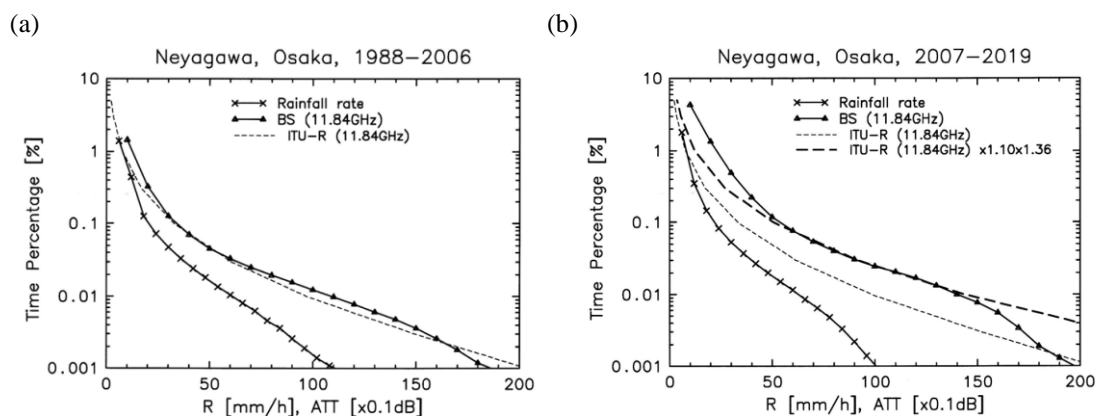 (a)
Neyagawa, Osaka, 1988−2006
Rainfall rate
BS (11.84GHz)
ITU−R (11.84GHz)
Time Percentage [%]
10
1
0.1
0.01
0.001
0
50
100
150
200
R [mm/h], ATT [x0.1dB]
(b)
Neyagawa, Osaka, 2007−2019
Rainfall rate
BS (11.84GHz)
ITU−R (11.84GHz)
ITU−R (11.84GHz) x1.10x1.36
Time Percentage [%]
10
1
0.1
0.01
0.001
0
50
100
150
200
R [mm/h], ATT [x0.1dB]